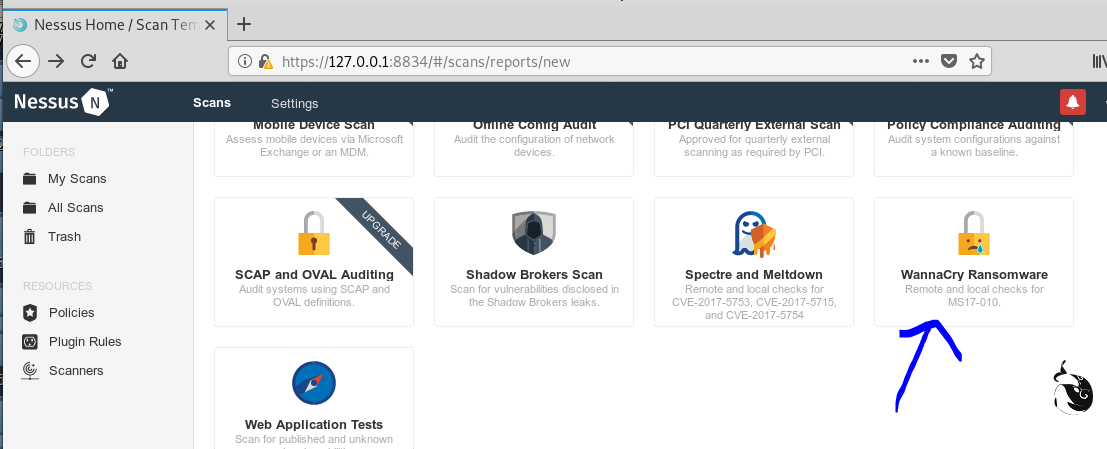 Nessus Home / Scan Tem
https://127.0.0.1:8834/#/scans/reports/new
Nessus N ™
Scans
Settings
FOLDERS
My Scans
All Scans
Trash
RESOURCES
Policies
Plugin Rules
Scanners
Mobile Device Scan
Assess mobile devices via Microsoft
Exchange or an MDM.
Offline Config Audit
Audit the configuration of network
devices.
PCI Quarterly External Scan
Approved for quarterly external
scanning as required by PCI.
Policy Compliance Auditing
Audit system configurations against
a known baseline.
UPGRADE
SCAP and OVAL Auditing
Audit systems using SCAP and
OVAL definitions.
Shadow Brokers Scan
Scan for vulnerabilities disclosed in
the Shadow Brokers leaks.
Spectre and Meltdown
Remote and local checks for
CVE-2017-5753, CVE-2017-5715,
and CVE-2017-5754
WannaCry Ransomware
Remote and local checks for
MS17-010.
Web Application Tests
Scan for published and unknown